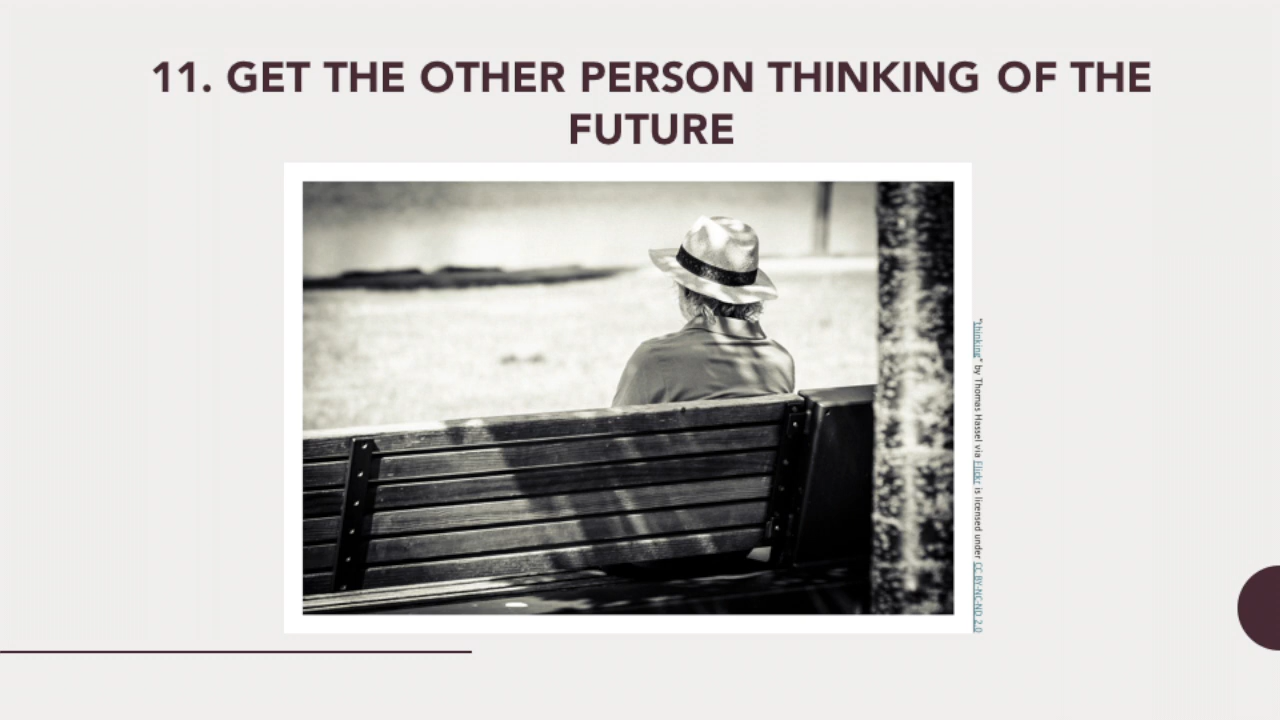 11. GET THE OTHER PERSON THINKING OF THE
FUTURE
"thinking" by Thomas Hassel via Flickr is licensed under CC BY-NC-ND 2.0